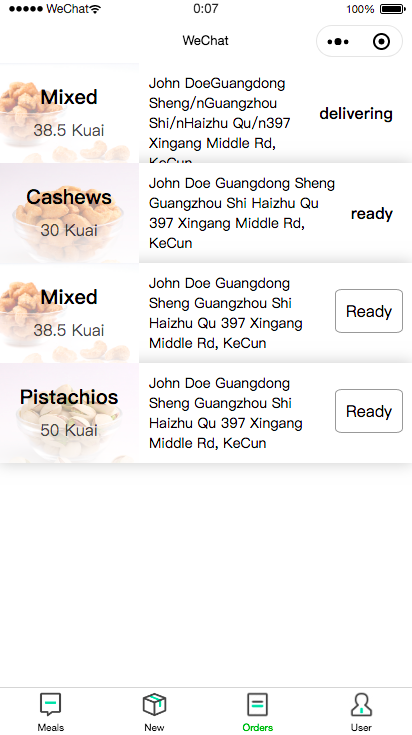 WeChat 0:07 100%
WeChat
Mixed
38.5 Kuai
John DoeGuangdong
Sheng/nGuangzhou
Shi/nHaizhu Qu/n397
Xingang Middle Rd,
KeCun
delivering
Cashews
30 Kuai
John Doe Guangdong Sheng
Guangzhou Shi Haizhu Qu
397 Xingang Middle Rd,
KeCun
ready
Mixed
38.5 Kuai
John Doe Guangdong
Sheng Guangzhou Shi
Haizhu Qu 397 Xingang
Middle Rd, KeCun
Ready
Pistachios
50 Kuai
John Doe Guangdong
Sheng Guangzhou Shi
Haizhu Qu 397 Xingang
Middle Rd, KeCun
Ready
Meals New Orders User